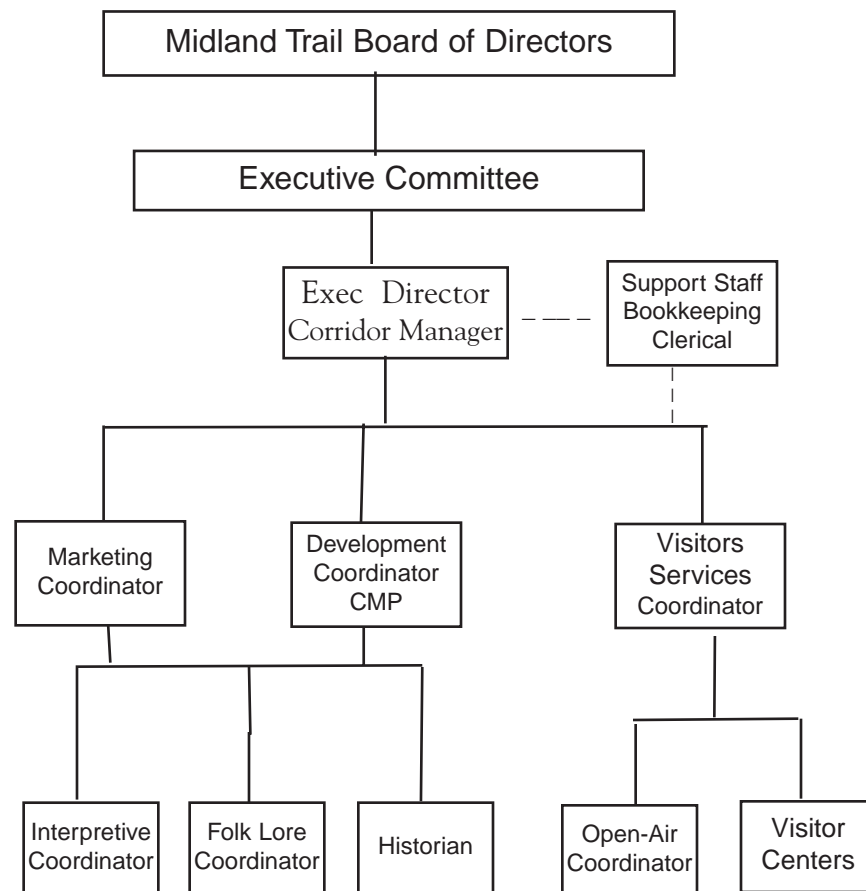 Midland Trail Board of Directors
Executive Committee
Exec Director
Corridor Manager
Support Staff
Bookkeeping
Clerical
Marketing
Coordinator
Development
Coordinator
CMP
Visitors
Services
Coordinator
Interpretive
Coordinator
Folk Lore
Coordinator
Historian
Open-Air
Coordinator
Visitor
Centers